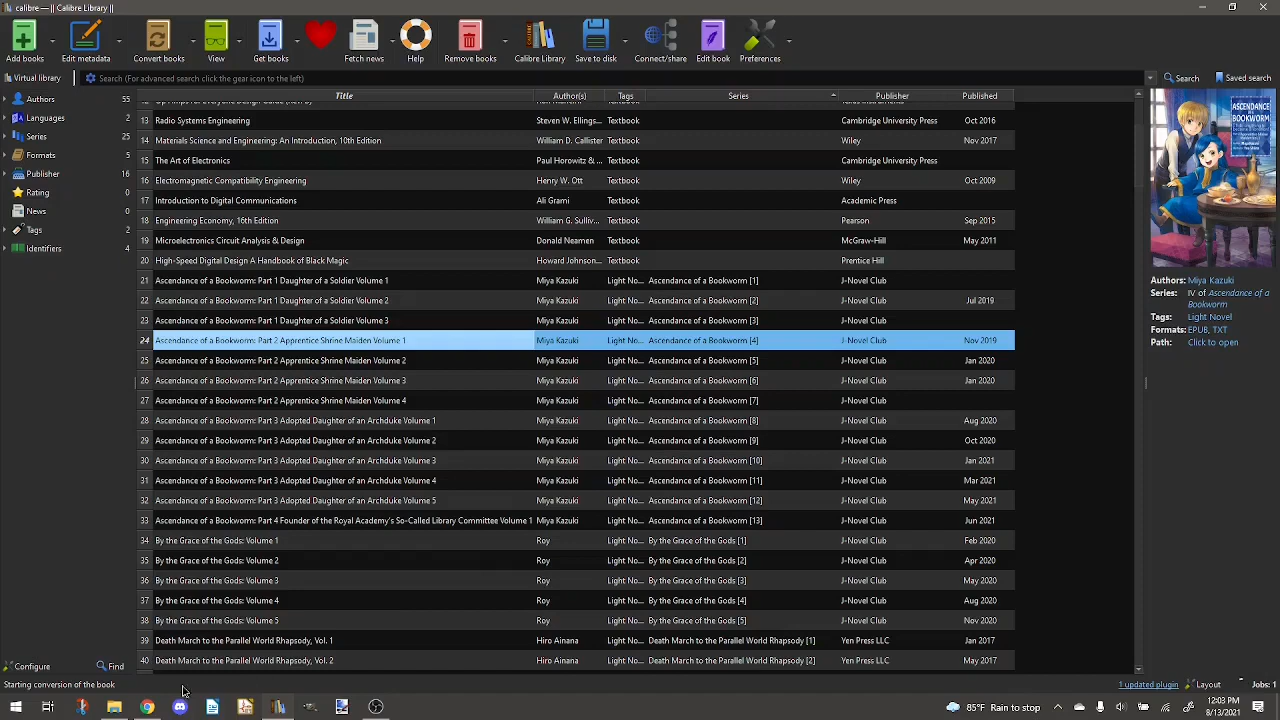 calibre — || Calibre Library ||
Add books
Edit metadata
Convert books
View
Get books
Fetch news
Help
Remove books
Calibre Library
Save to disk
Connect/share
Edit book
Preferences
Virtual library
Search (For advanced search click the gear icon to the left)
Search
Saved search
Authors 55
Languages 2
Series 25
Formats 5
Publisher 16
Rating 0
News 0
Tags 2
Identifiers 4
Title Author(s) Tags Series Publisher Published
13 Radio Systems Engineering Steven W. Ellings... Textbook Cambridge University Press Oct 2016
14 Materials Science and Engineering: An Introduction, 10th Edition William D. Callister Textbook Wiley Nov 2017
15 The Art of Electronics Paul Horowitz & ... Textbook Cambridge University Press
16 Electromagnetic Compatibility Engineering Henry W. Ott Textbook Wiley Oct 2009
17 Introduction to Digital Communications Ali Grami Textbook Academic Press
18 Engineering Economy, 16th Edition William G. Sulliv... Textbook Pearson Sep 2015
19 Microelectronics Circuit Analysis & Design Donald Neamen Textbook McGraw-Hill May 2011
20 High-Speed Digital Design A Handbook of Black Magic Howard Johnson... Textbook Prentice Hill
21 Ascendance of a Bookworm: Part 1 Daughter of a Soldier Volume 1 Miya Kazuki Light No... Ascendance of a Bookworm [1] J-Novel Club
22 Ascendance of a Bookworm: Part 1 Daughter of a Soldier Volume 2 Miya Kazuki Light No... Ascendance of a Bookworm [2] J-Novel Club Jul 2019
23 Ascendance of a Bookworm: Part 1 Daughter of a Soldier Volume 3 Miya Kazuki Light No... Ascendance of a Bookworm [3] J-Novel Club
24 Ascendance of a Bookworm: Part 2 Apprentice Shrine Maiden Volume 1 Miya Kazuki Light No... Ascendance of a Bookworm [4] J-Novel Club Nov 2019
25 Ascendance of a Bookworm: Part 2 Apprentice Shrine Maiden Volume 2 Miya Kazuki Light No... Ascendance of a Bookworm [5] J-Novel Club Jan 2020
26 Ascendance of a Bookworm: Part 2 Apprentice Shrine Maiden Volume 3 Miya Kazuki Light No... Ascendance of a Bookworm [6] J-Novel Club Jan 2020
27 Ascendance of a Bookworm: Part 2 Apprentice Shrine Maiden Volume 4 Miya Kazuki Light No... Ascendance of a Bookworm [7] J-Novel Club
28 Ascendance of a Bookworm: Part 3 Adopted Daughter of an Archduke Volume 1 Miya Kazuki Light No... Ascendance of a Bookworm [8] J-Novel Club Aug 2020
29 Ascendance of a Bookworm: Part 3 Adopted Daughter of an Archduke Volume 2 Miya Kazuki Light No... Ascendance of a Bookworm [9] J-Novel Club Oct 2020
30 Ascendance of a Bookworm: Part 3 Adopted Daughter of an Archduke Volume 3 Miya Kazuki Light No... Ascendance of a Bookworm [10] J-Novel Club Jan 2021
31 Ascendance of a Bookworm: Part 3 Adopted Daughter of an Archduke Volume 4 Miya Kazuki Light No... Ascendance of a Bookworm [11] J-Novel Club Mar 2021
32 Ascendance of a Bookworm: Part 3 Adopted Daughter of an Archduke Volume 5 Miya Kazuki Light No... Ascendance of a Bookworm [12] J-Novel Club May 2021
33 Ascendance of a Bookworm: Part 4 Founder of the Royal Academy's So-Called Library Committee Volume 1 Miya Kazuki Light No... Ascendance of a Bookworm [13] J-Novel Club Jun 2021
34 By the Grace of the Gods: Volume 1 Roy Light No... By the Grace of the Gods [1] J-Novel Club Feb 2020
35 By the Grace of the Gods: Volume 2 Roy Light No... By the Grace of the Gods [2] J-Novel Club Apr 2020
36 By the Grace of the Gods: Volume 3 Roy Light No... By the Grace of the Gods [3] J-Novel Club May 2020
37 By the Grace of the Gods: Volume 4 Roy Light No... By the Grace of the Gods [4] J-Novel Club Aug 2020
38 By the Grace of the Gods: Volume 5 Roy Light No... By the Grace of the Gods [5] J-Novel Club Nov 2020
39 Death March to the Parallel World Rhapsody, Vol. 1 Hiro Ainana Light No... Death March to the Parallel World Rhapsody [1] Yen Press LLC Jan 2017
40 Death March to the Parallel World Rhapsody, Vol. 2 Hiro Ainana Light No... Death March to the Parallel World Rhapsody [2] Yen Press LLC May 2017
ASCENDANCE
OF A
BOOKWORM
Authors: Miya Kazuki
Series: IV of Ascendance of a
Bookworm
Tags: Light Novel
Formats: EPUB, TXT
Path: Click to open
Configure
Find
Starting conversion of the book
1 updated plugin
Layout
Jobs: 1
85°F Rain to stop
12:03 PM
8/13/2021